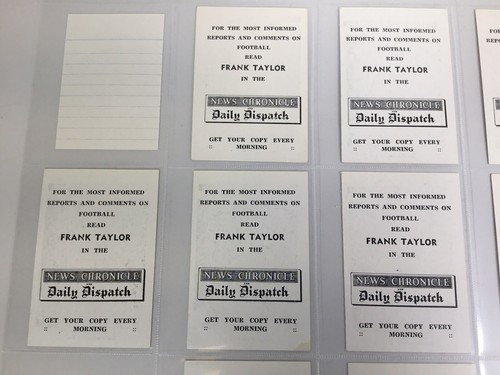 FOR THE MOST INFORMED
REPORTS AND COMMENTS ON
FOOTBALL
READ
FRANK TAYLOR
IN THE
NEWS CHRONICLE
AND
Daily Dispatch
GET YOUR COPY EVERY
:: MORNING ::
FOR THE MOST INFORMED
REPORTS AND COMMENTS ON
FOOTBALL
READ
FRANK TAYLOR
IN THE
NEWS CHRONICLE
AND
Daily Dispatch
GET YOUR COPY EVERY
:: MORNING ::
FOR THE MOST INFORMED
REPORTS AND COMMENTS ON
FOOTBALL
READ
FRANK TAYLOR
IN THE
NEWS CHRONICLE
AND
Daily Dispatch
GET YOUR COPY EVERY
:: MORNING ::
FOR THE MOST INFORMED
REPORTS AND COMMENTS ON
FOOTBALL
READ
FRANK TAYLOR
IN THE
NEWS CHRONICLE
AND
Daily Dispatch
GET YOUR COPY EVERY
:: MORNING ::
FOR THE MOST INFORMED
REPORTS AND COMMENTS ON
FOOTBALL
READ
FRANK TAYLOR
IN THE
NEWS CHRONICLE
AND
Daily Dispatch
GET YOUR COPY EVERY
:: MORNING ::